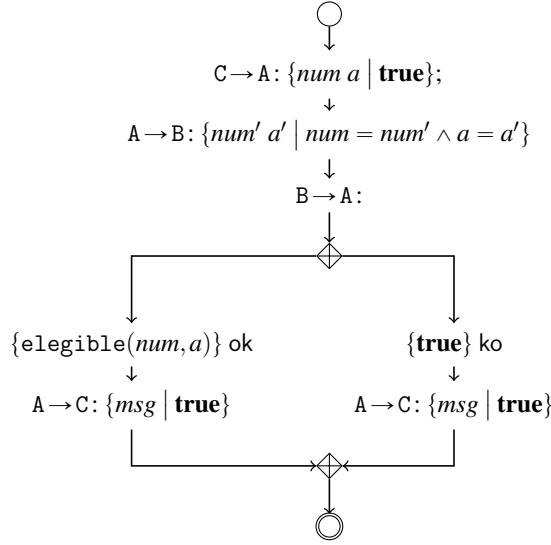 C → A: {num a | true};
A → B: {num′ a′ | num = num′ ∧ a = a′}
B → A:
{elegible(num, a)} ok
{true} ko
A → C: {msg | true}
A → C: {msg | true}